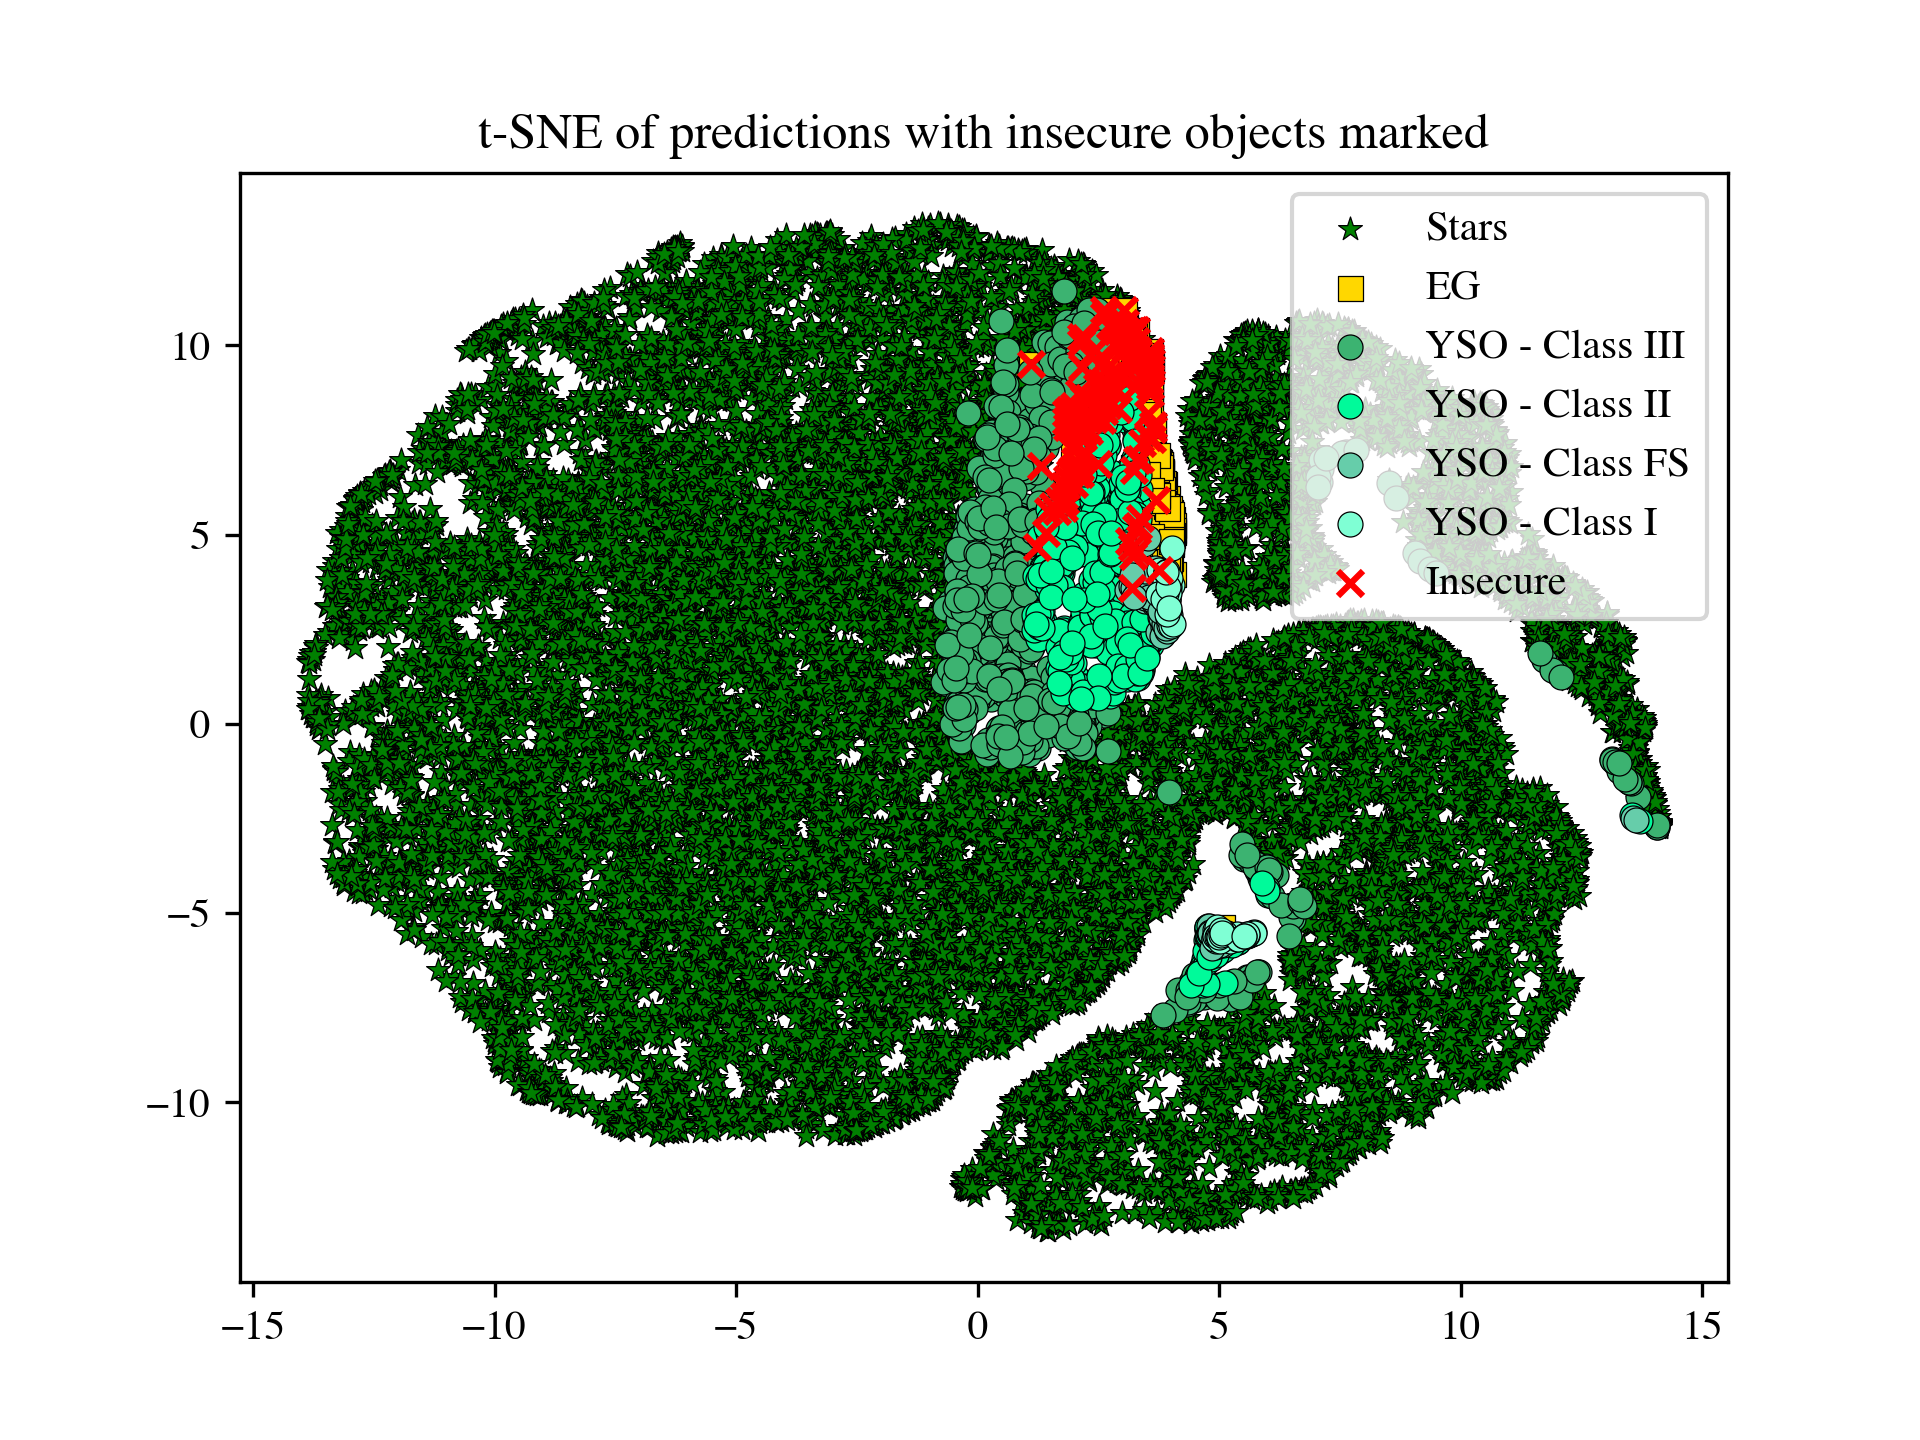 t-SNE of predictions with insecure objects marked
Stars
EG
YSO - Class III
YSO - Class II
YSO - Class FS
YSO - Class I
Insecure
10
5
0
−5
−10
−15
−10
−5
0
5
10
15